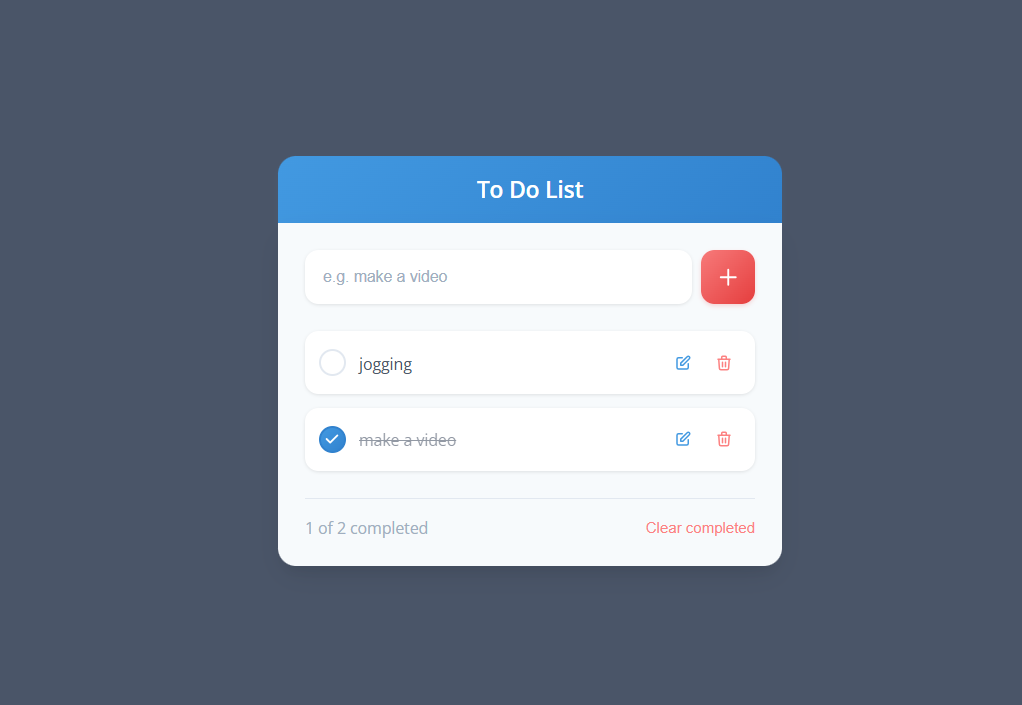 To Do List
e.g. make a video
jogging
make a video
1 of 2 completed
Clear completed